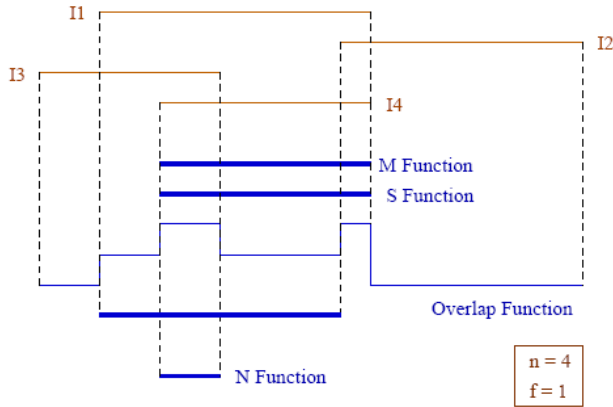 I1
I2
I3
I4
M Function
S Function
Overlap Function
N Function
n = 4
f = 1